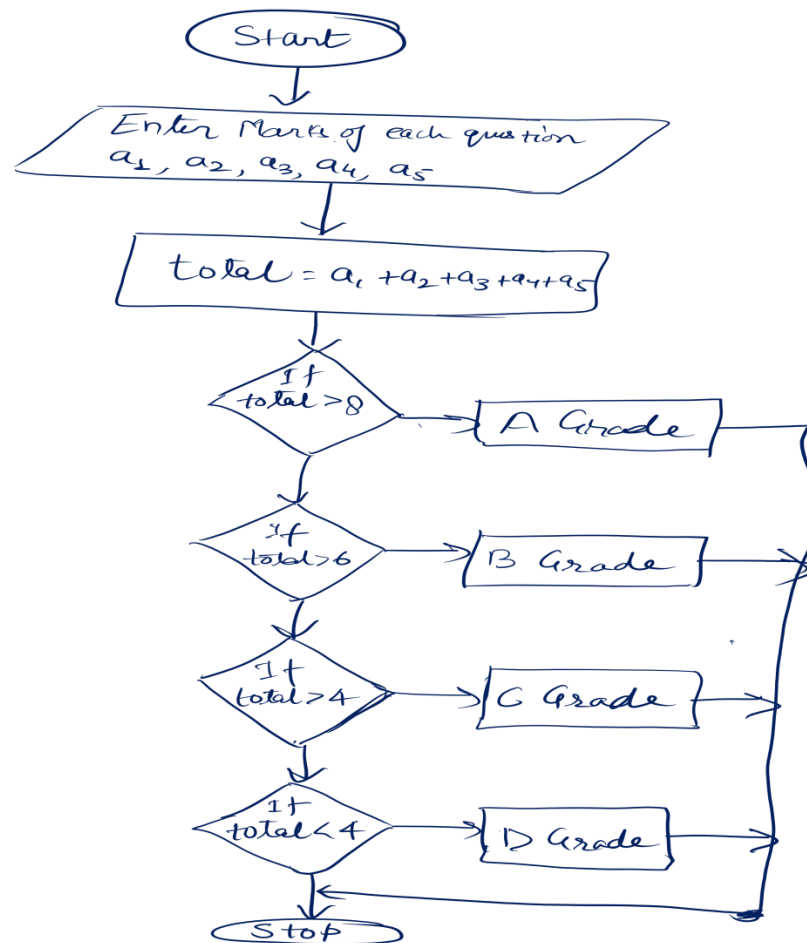 Start
Enter Marks of each question
a1, a2, a3, a4, a5
total = a1 +a2+a3+a4+a5
If
total>8
A Grade
If
total>6
B Grade
If
total>4
C Grade
If
total<4
D Grade
Stop